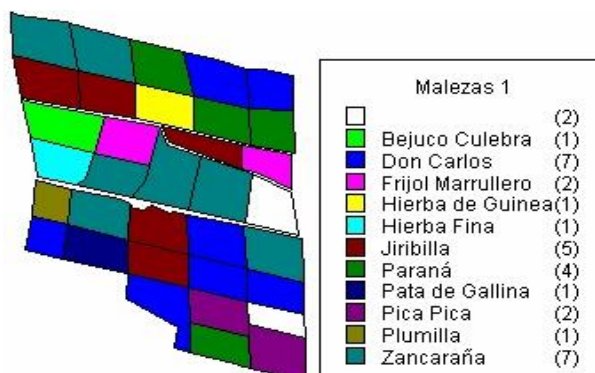 Malezas 1
(2)
Bejuco Culebra (1)
Don Carlos (7)
Frijol Marrullero (2)
Hierba de Guinea (1)
Hierba Fina (1)
Jiribilla (5)
Paraná (4)
Pata de Gallina (1)
Pica Pica (2)
Plumilla (1)
Zancaraña (7)